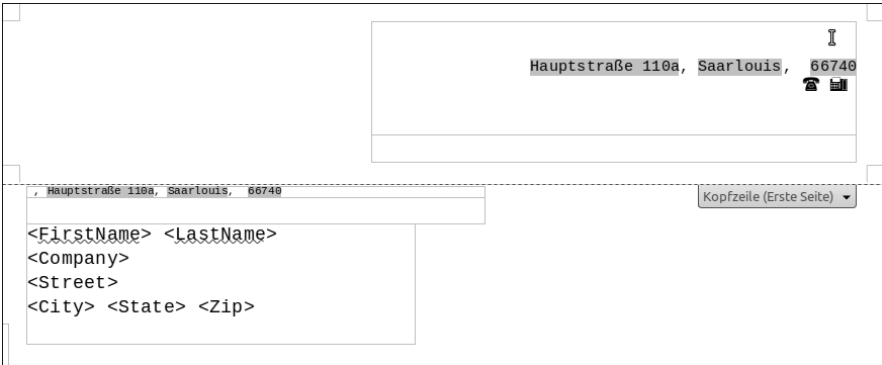 Hauptstraße 110a, Saarlouis, 66740
, Hauptstraße 110a, Saarlouis, 66740
Kopfzeile (Erste Seite)
<FirstName> <LastName>
<Company>
<Street>
<City> <State> <Zip>